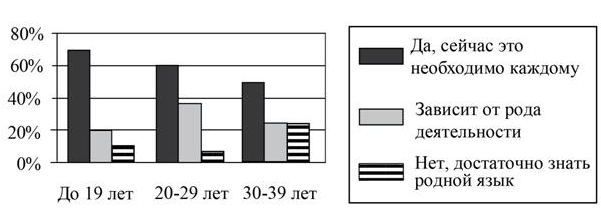 80%
60%
40%
20%
0%
До 19 лет
20-29 лет
30-39 лет
Да, сейчас это
необходимо каждому
Зависит от рода
деятельности
Нет, достаточно знать
родной язык